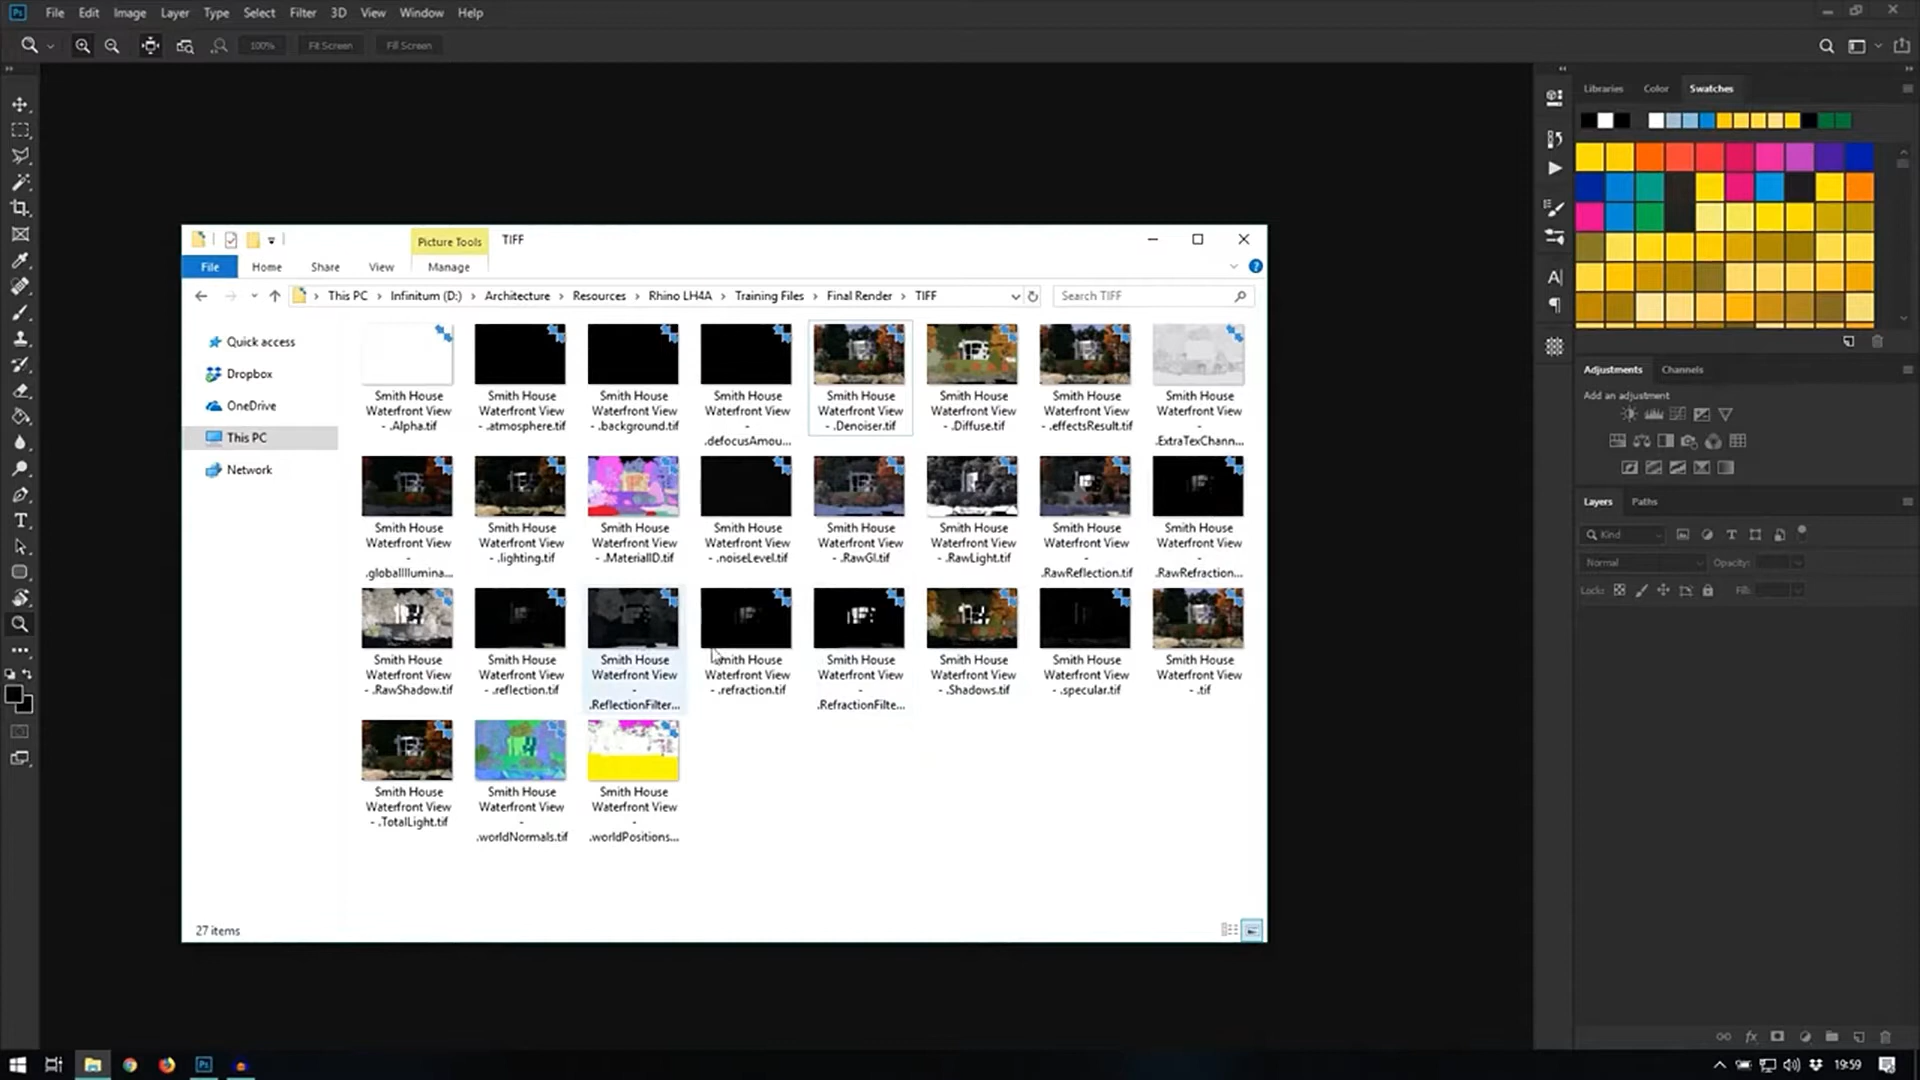 Ps File Edit Image Layer Type Select Filter 3D View Window Help
100% Fit Screen Fill Screen
Libraries Color Swatches
Picture Tools TIFF
File Home Share View Manage
This PC Infinitum (D:) Architecture Resources Rhino LH4A Training Files Final Render TIFF Search TIFF
Quick access
Dropbox
OneDrive
This PC
Network
Smith House
Waterfront View
- .Alpha.tif
Smith House
Waterfront View
- .atmosphere.tif
Smith House
Waterfront View
- .background.tif
Smith House
Waterfront View
-
.defocusAmou...
Smith House
Waterfront View
- .Denoiser.tif
Smith House
Waterfront View
- .Diffuse.tif
Smith House
Waterfront View
- .effectsResult.tif
Smith House
Waterfront View
-
.ExtraTexChann...
Smith House
Waterfront View
-
.globalIllumina...
Smith House
Waterfront View
- .lighting.tif
Smith House
Waterfront View
- .MaterialID.tif
Smith House
Waterfront View
- .noiseLevel.tif
Smith House
Waterfront View
- .RawGI.tif
Smith House
Waterfront View
- .RawLight.tif
Smith House
Waterfront View
-
.RawReflection.tif
Smith House
Waterfront View
-
.RawRefraction...
Smith House
Waterfront View
- .RawShadow.tif
Smith House
Waterfront View
- .reflection.tif
Smith House
Waterfront View
-
.ReflectionFilter...
Smith House
Waterfront View
- .refraction.tif
Smith House
Waterfront View
-
.RefractionFilte...
Smith House
Waterfront View
- .Shadows.tif
Smith House
Waterfront View
- .specular.tif
Smith House
Waterfront View
- .tif
Smith House
Waterfront View
- .TotalLight.tif
Smith House
Waterfront View
-
.worldNormals.tif
Smith House
Waterfront View
-
.worldPositions...
27 items
Adjustments Channels
Add an adjustment
Layers Paths
Kind
Normal Opacity:
Lock: Fill:
Ps
19:59